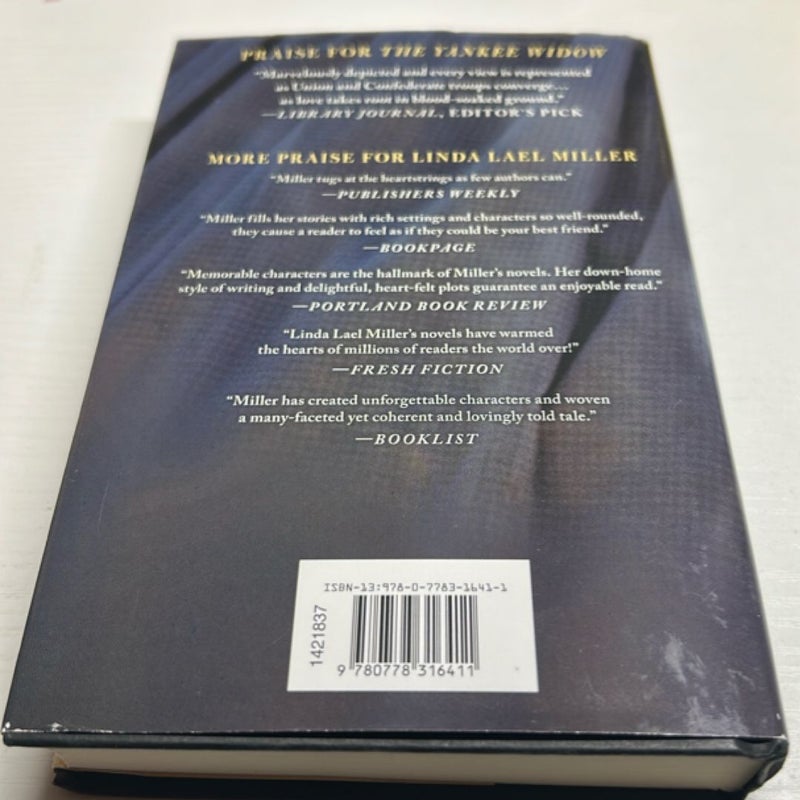 PRAISE FOR THE YANKEE WIDOW
“Marvelously depicted and every view is represented
as Union and Confederate troops converge...
as love takes root in blood-soaked ground.”
—LIBRARY JOURNAL, EDITOR'S PICK
MORE PRAISE FOR LINDA LAEL MILLER
“Miller tugs at the heartstrings as few authors can.”
—PUBLISHERS WEEKLY
“Miller fills her stories with rich settings and characters so well-rounded,
they cause a reader to feel as if they could be your best friend.”
—BOOKPAGE
“Memorable characters are the hallmark of Miller's novels. Her down-home
style of writing and delightful, heart-felt plots guarantee an enjoyable read.”
—PORTLAND BOOK REVIEW
“Linda Lael Miller's novels have warmed
the hearts of millions of readers the world over!”
—FRESH FICTION
“Miller has created unforgettable characters and woven
a many-faceted yet coherent and lovingly told tale.”
—BOOKLIST
ISBN-13:978-0-7783-1641-1
1421837
9 780778 316411